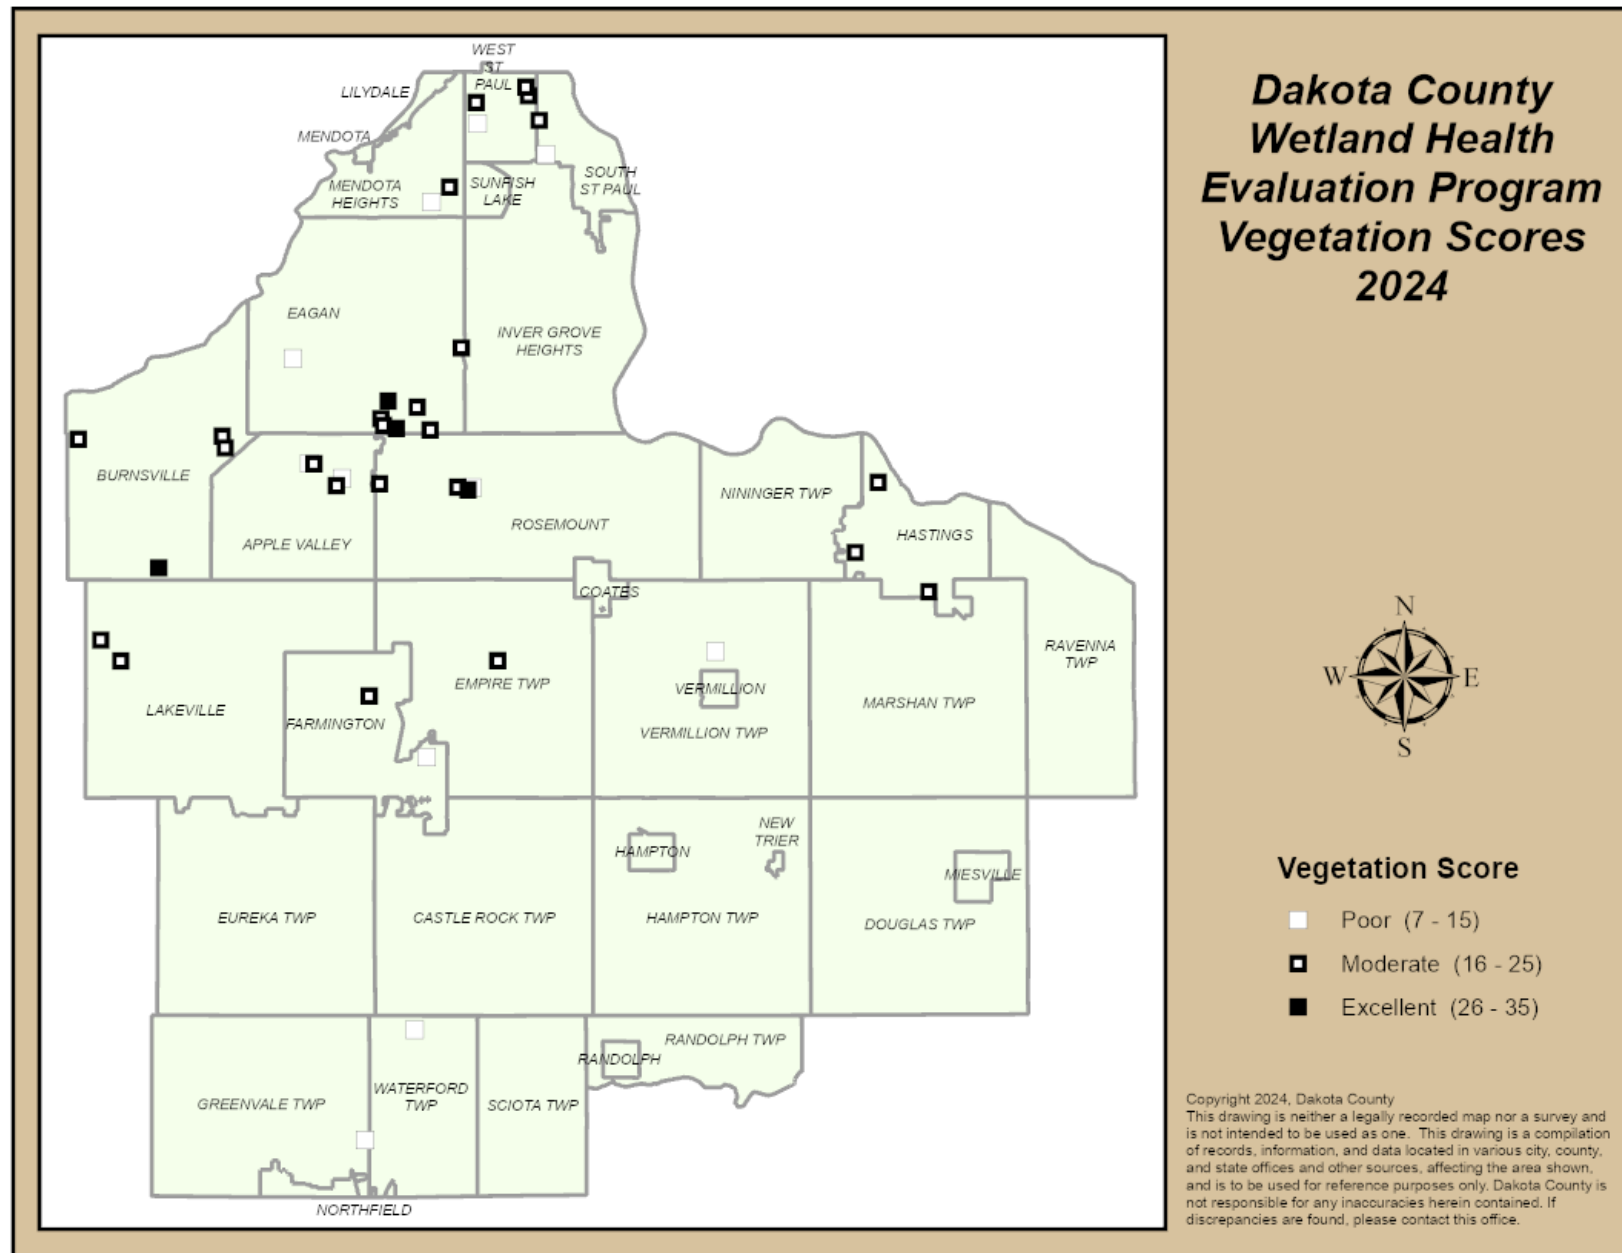 Dakota County
Wetland Health
Evaluation Program
Vegetation Scores
2024
WEST
ST
PAUL
LILYDALE
MENDOTA
MENDOTA
HEIGHTS
SUNFISH
LAKE
SOUTH
ST PAUL
EAGAN
INVER GROVE
HEIGHTS
BURNSVILLE
APPLE VALLEY
ROSEMOUNT
NININGER TWP
HASTINGS
COATES
RAVENNA
TWP
LAKEVILLE
FARMINGTON
EMPIRE TWP
VERMILLION
VERMILLION TWP
MARSHAN TWP
HAMPTON
NEW
TRIER
MIESVILLE
EUREKA TWP
CASTLE ROCK TWP
HAMPTON TWP
DOUGLAS TWP
RANDOLPH TWP
RANDOLPH
GREENVALE TWP
WATERFORD
TWP
SCIOTA TWP
NORTHFIELD
N
W
E
S
Vegetation Score
Poor (7 - 15)
Moderate (16 - 25)
Excellent (26 - 35)
Copyright 2024, Dakota County
This drawing is neither a legally recorded map nor a survey and
is not intended to be used as one. This drawing is a compilation
of records, information, and data located in various city, county,
and state offices and other sources, affecting the area shown,
and is to be used for reference purposes only. Dakota County is
not responsible for any inaccuracies herein contained. If
discrepancies are found, please contact this office.